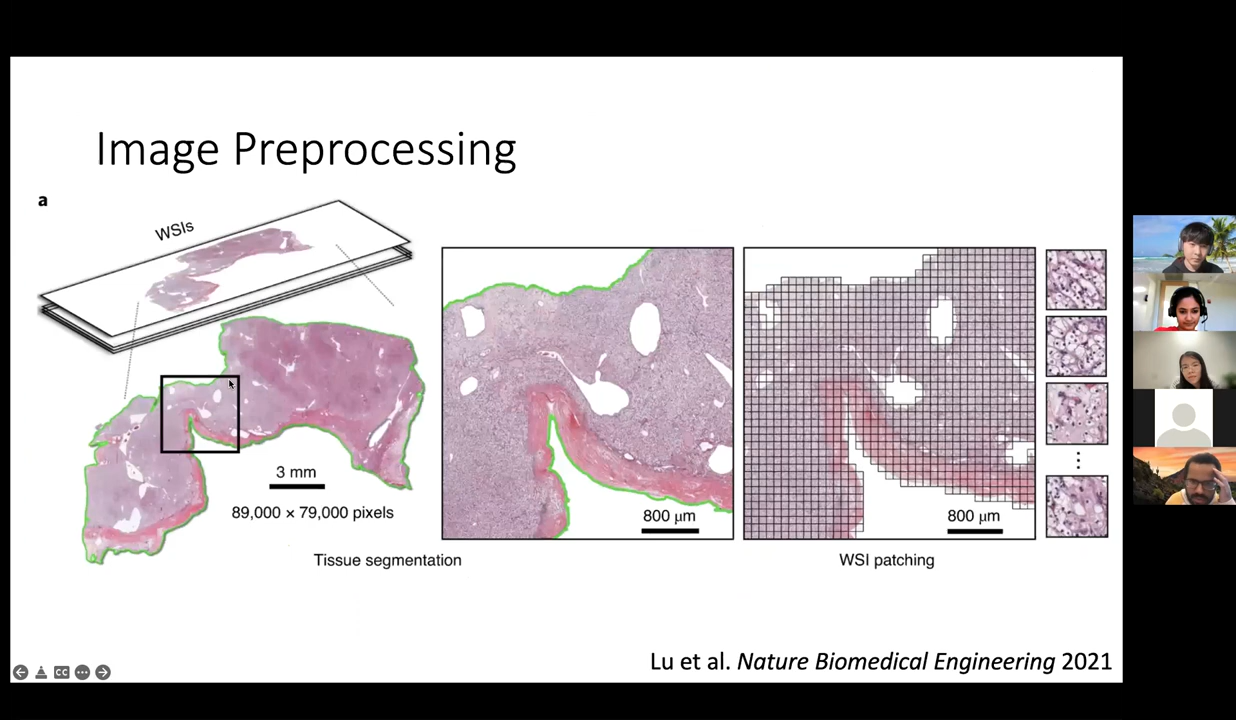 Image Preprocessing
a
WSIs
3 mm
89,000 × 79,000 pixels
800 μm
800 μm
Tissue segmentation
WSI patching
Lu et al. Nature Biomedical Engineering 2021
CC